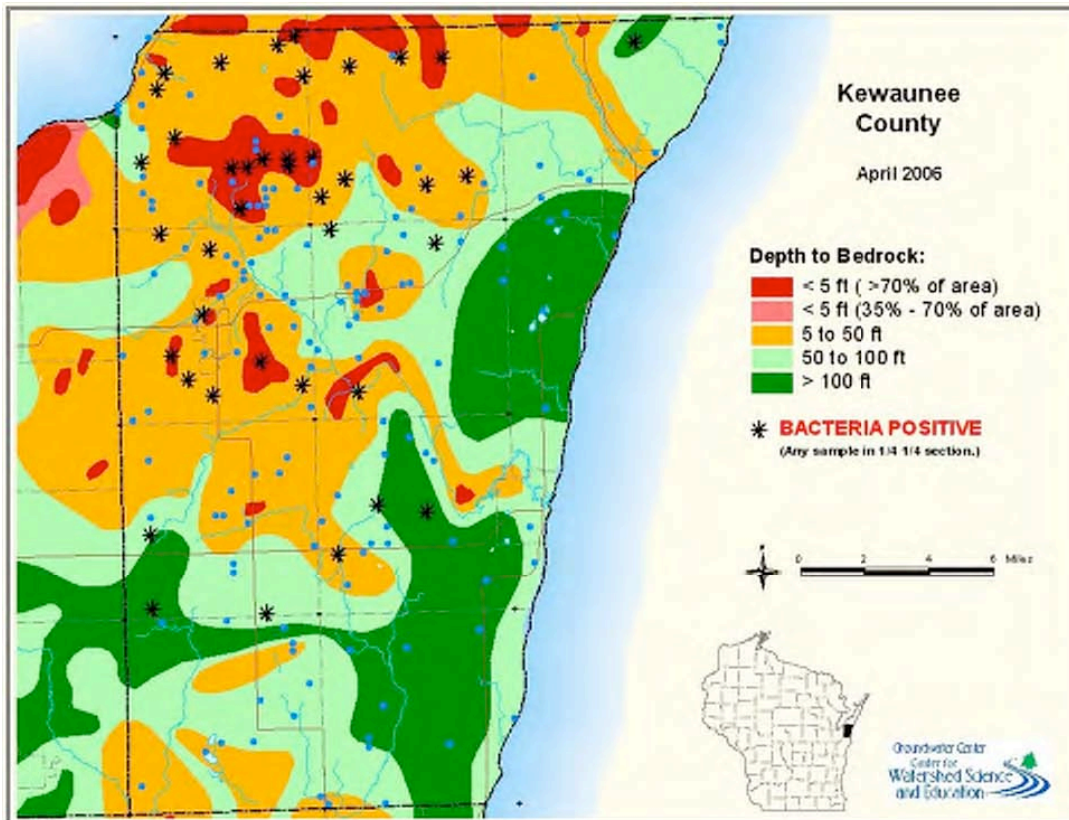 Kewaunee
County
April 2006
Depth to Bedrock:
< 5 ft ( >70% of area)
< 5 ft (35% - 70% of area)
5 to 50 ft
50 to 100 ft
> 100 ft
BACTERIA POSITIVE
(Any sample in 1/4 1/4 section.)
0 2 4 6 Miles
Groundwater Center
Center for
Watershed Science
and Education